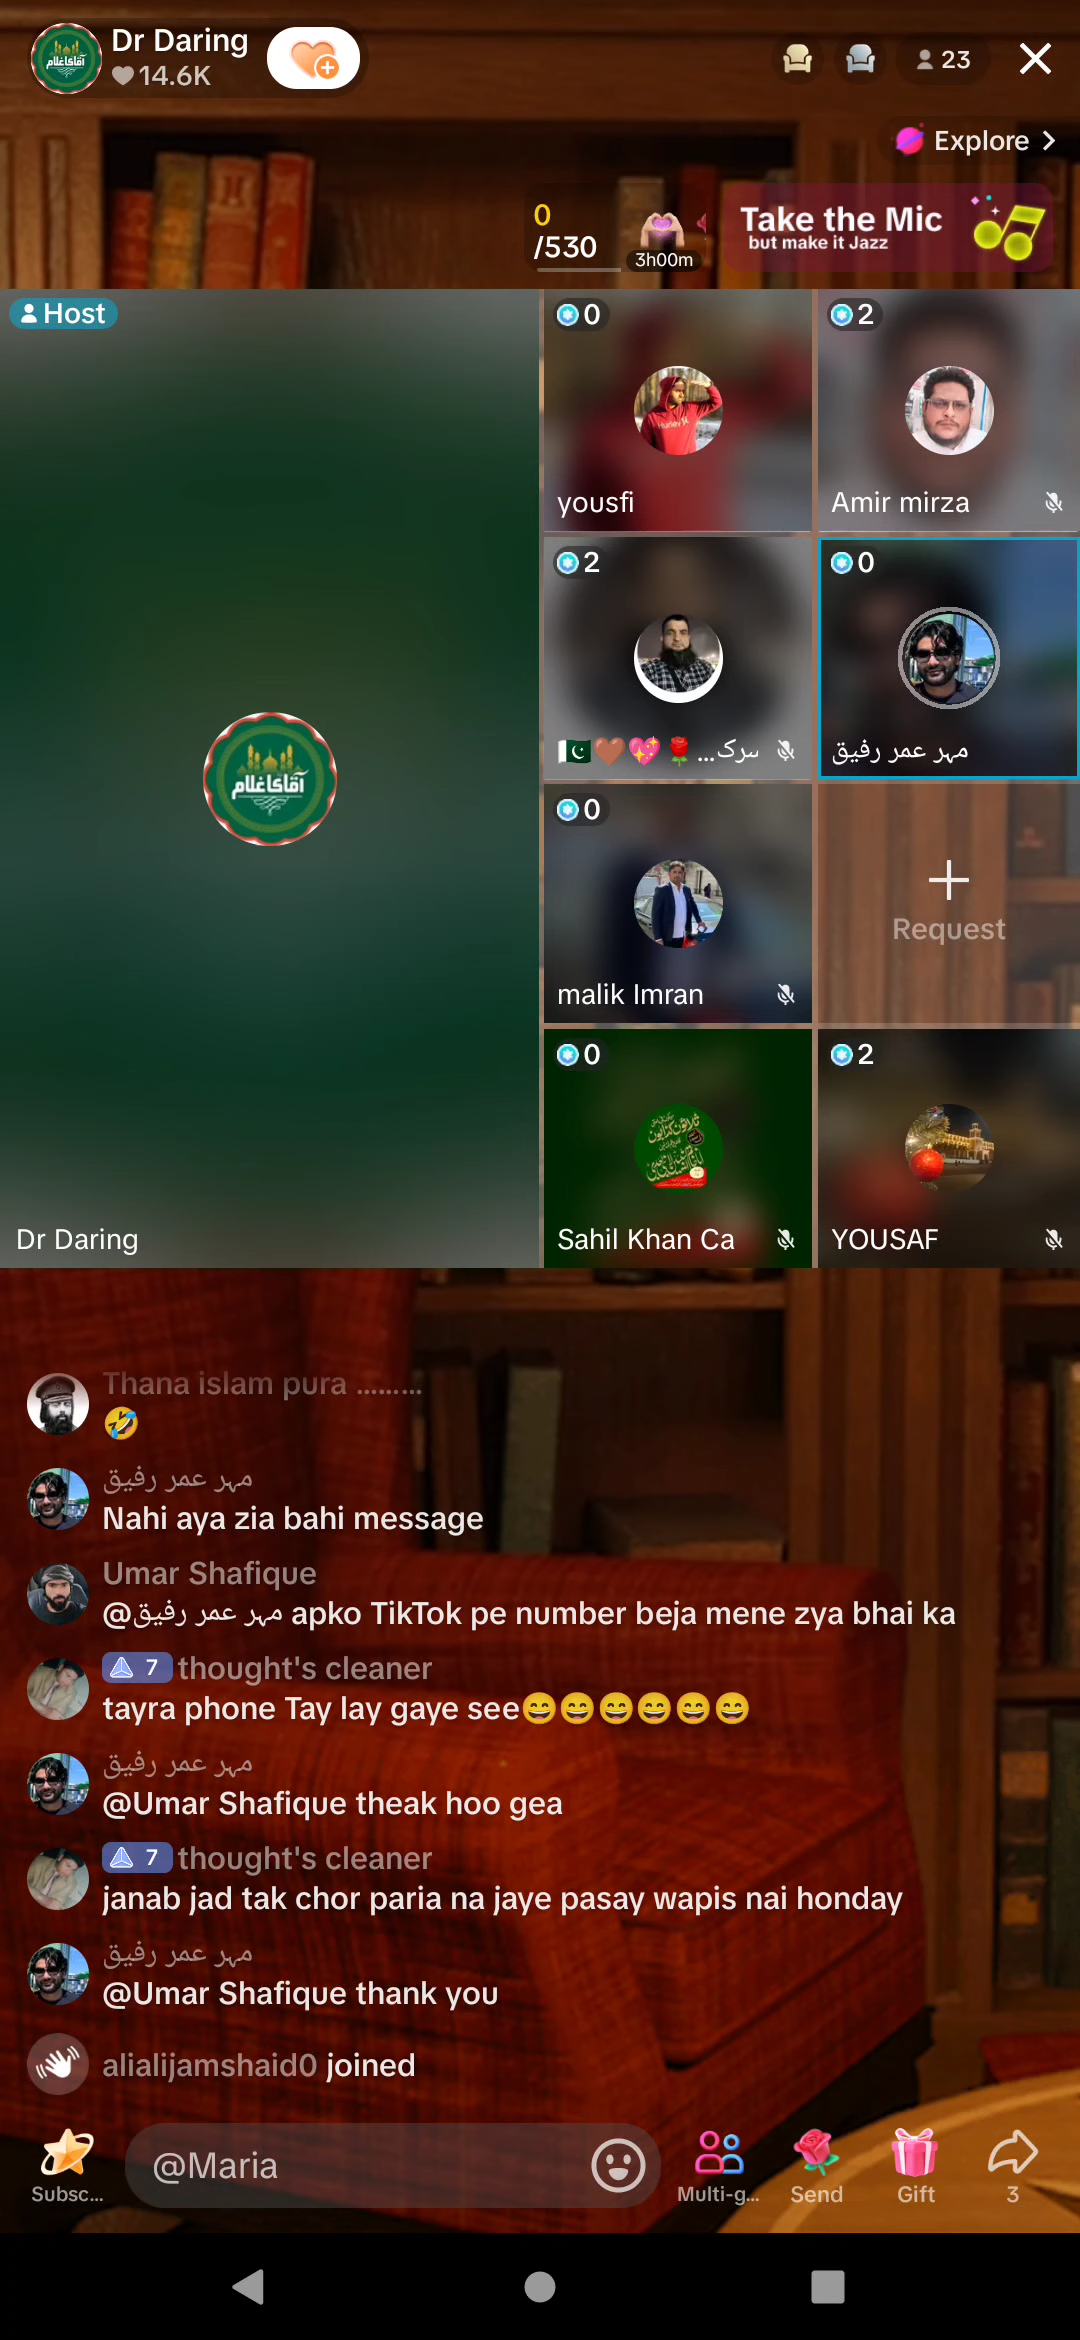 Dr Daring
14.6K
23
Explore
0
/530
3h00m
Take the Mic
but make it Jazz
Host
آقا کا غلام
Dr Daring
0
yousfi
2
Amir mirza
2
🇵🇰🤎💖🌹...سرک
0
مہر عمر رفیق
0
malik Imran
Request
0
Sahil Khan Ca
2
YOUSAF
Thana islam pura .........
🤣
مہر عمر رفیق
Nahi aya zia bahi message
Umar Shafique
@مہر عمر رفیق apko TikTok pe number beja mene zya bhai ka
7 thought's cleaner
tayra phone Tay lay gaye see😄😄😄😄😄😄
مہر عمر رفیق
@Umar Shafique theak hoo gea
7 thought's cleaner
janab jad tak chor paria na jaye pasay wapis nai honday
مہر عمر رفیق
@Umar Shafique thank you
alialijamshaid0 joined
@Maria
Subsc...
Multi-g...
Send
Gift
3